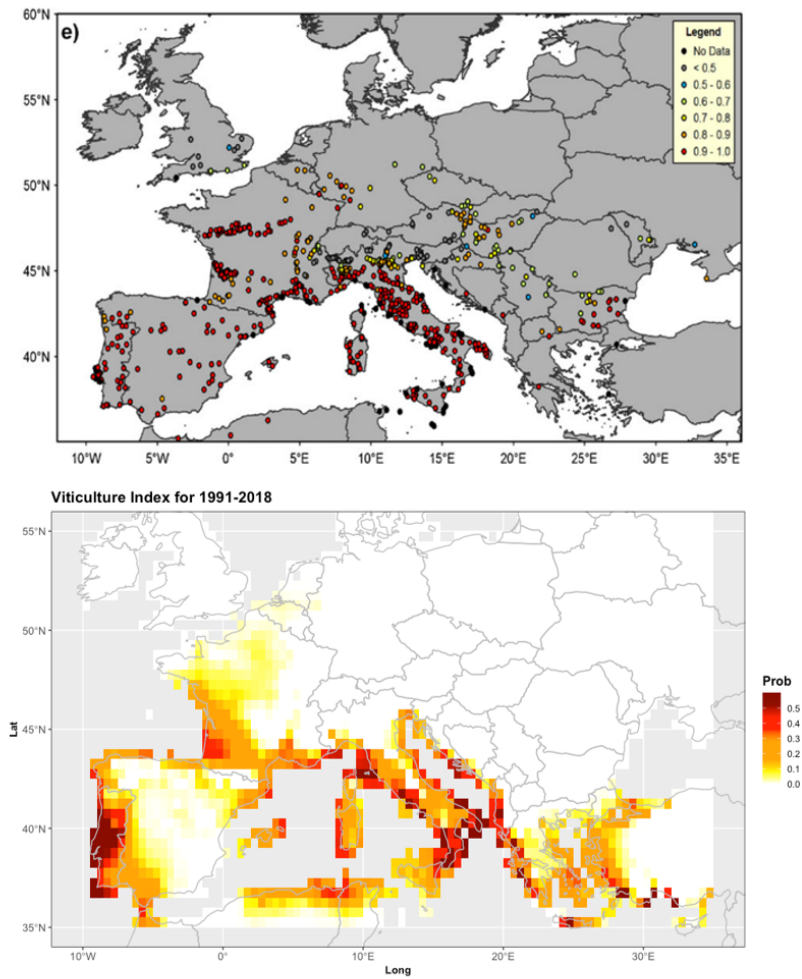 e)
60°N
55°N
50°N
45°N
40°N
10°W 5°W 0° 5°E 10°E 15°E 20°E 25°E 30°E 35°E
Legend
No Data
< 0.5
0.5 - 0.6
0.6 - 0.7
0.7 - 0.8
0.8 - 0.9
0.9 - 1.0
Viticulture Index for 1991-2018
55°N
50°N
45°N
40°N
35°N
Lat
10°W 0° 10°E 20°E 30°E
Long
Prob
0.5
0.4
0.3
0.2
0.1
0.0